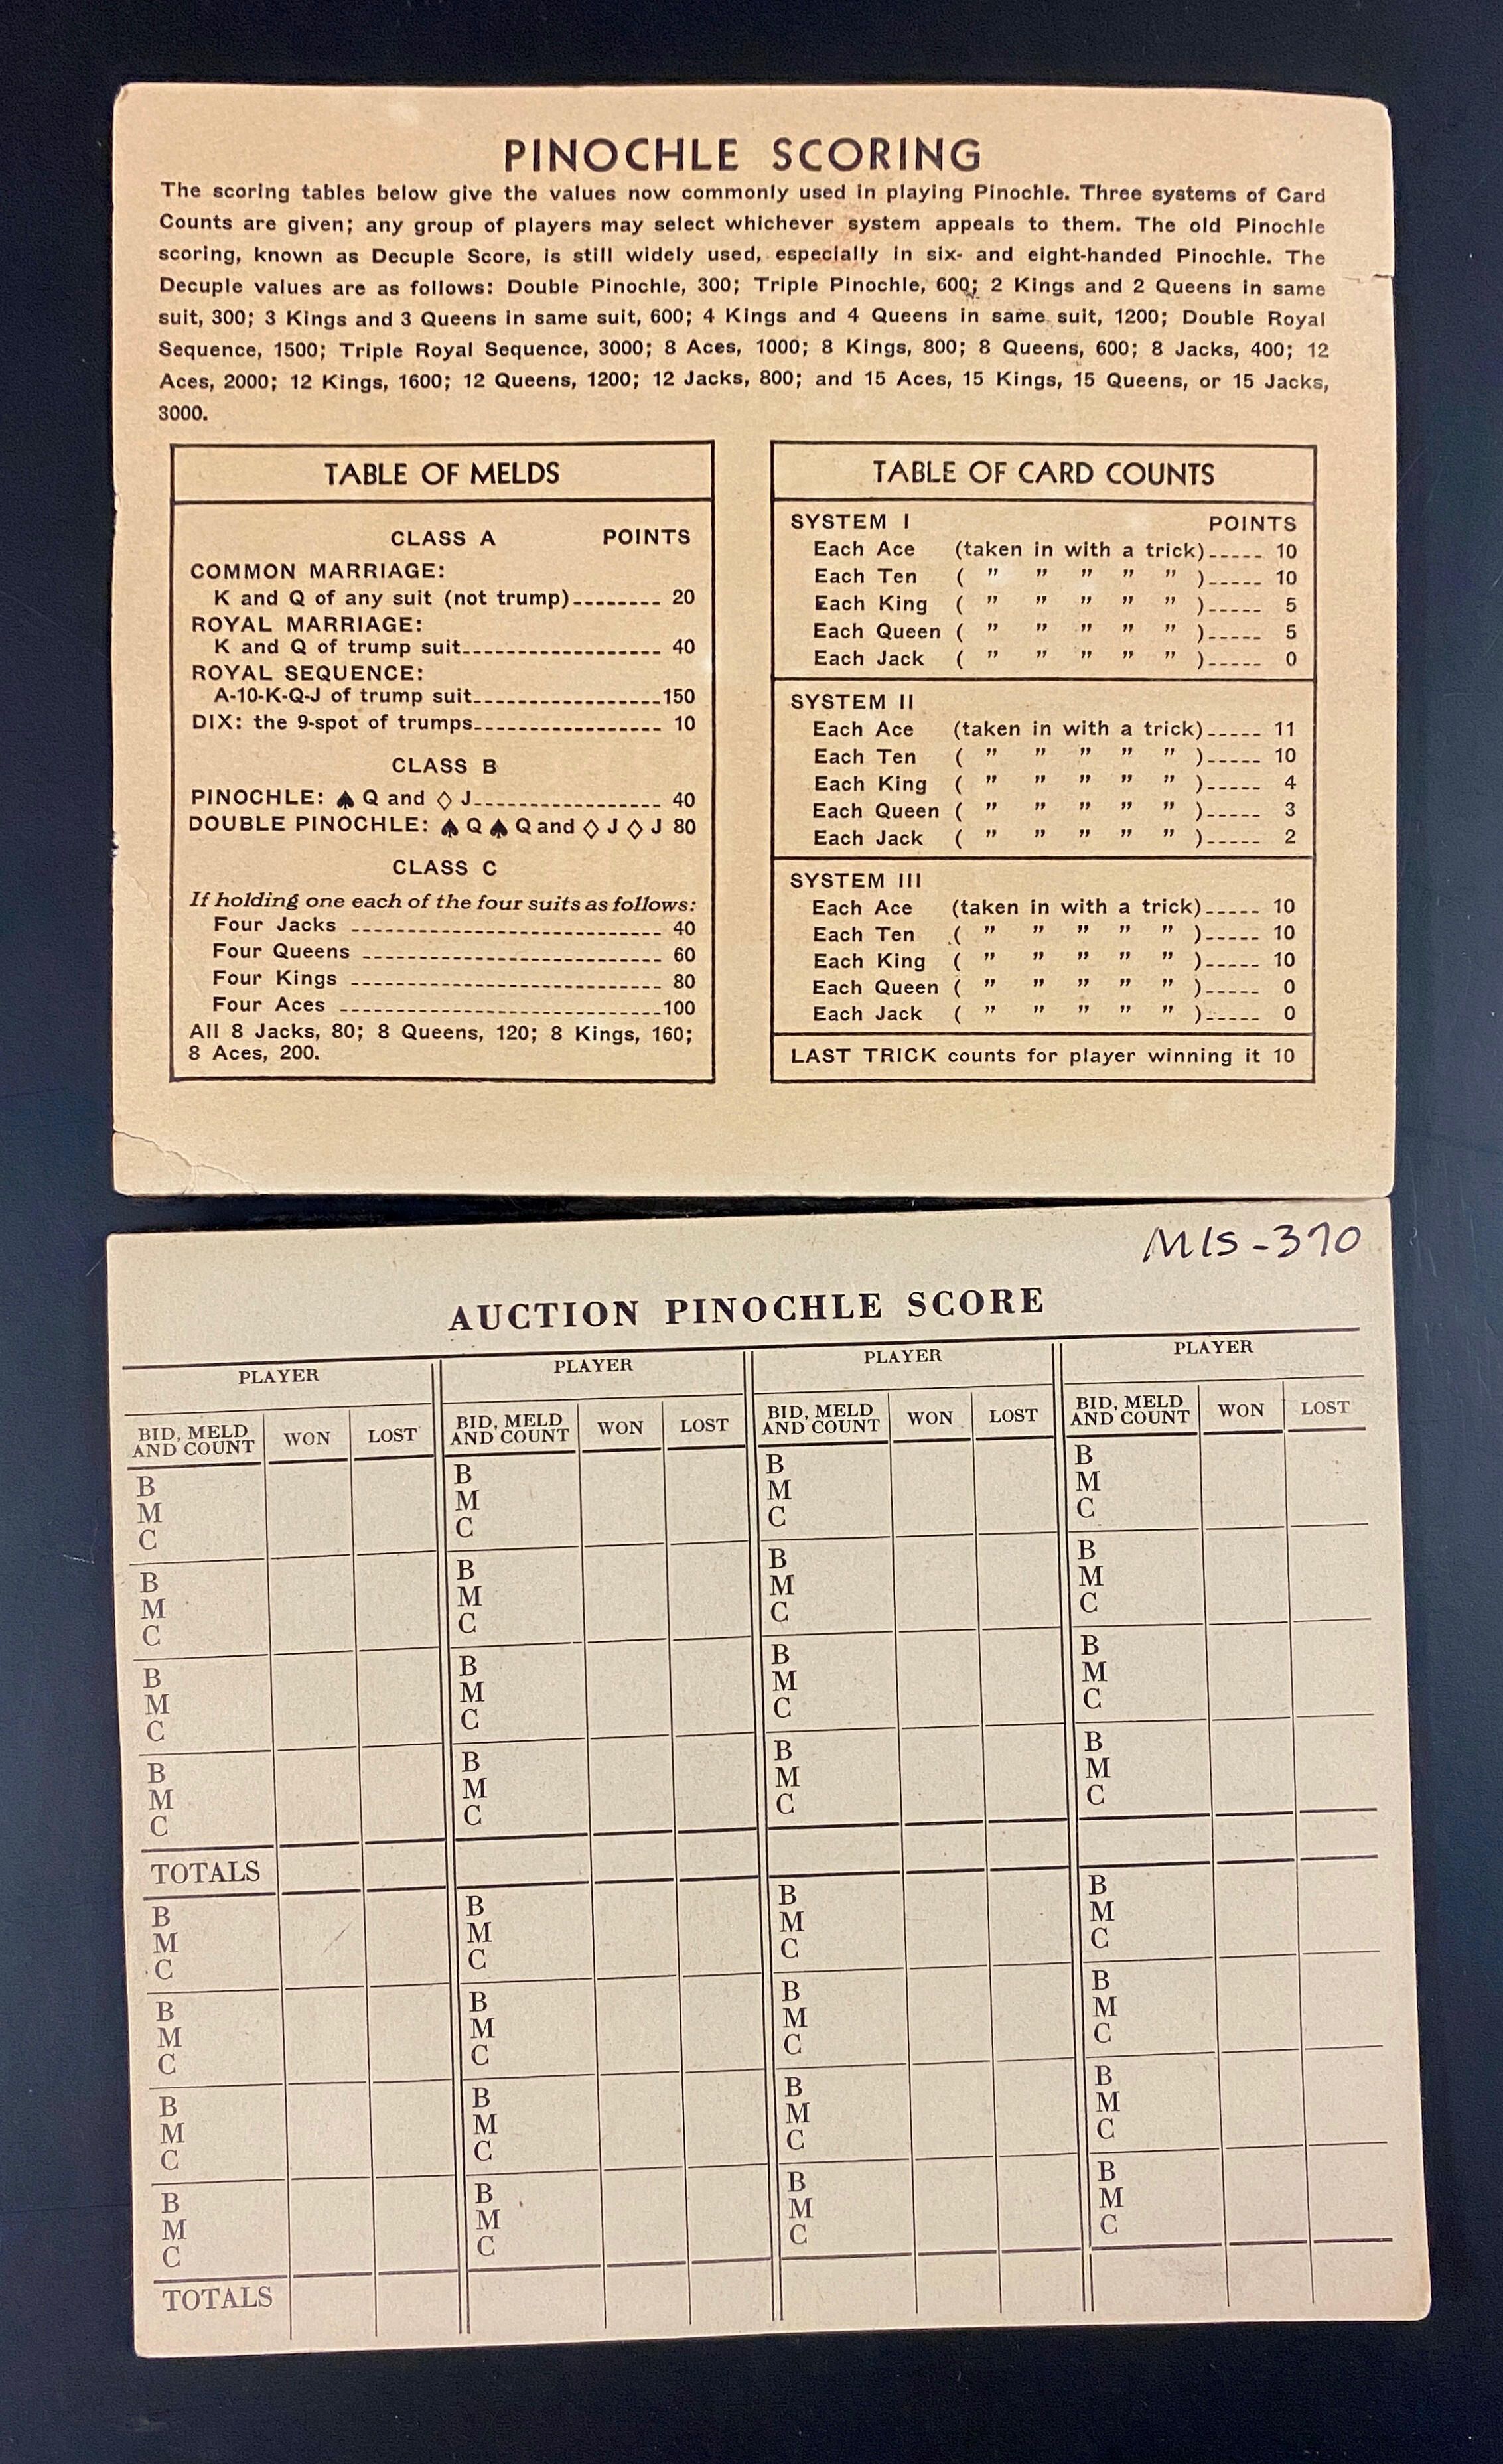 PINOCHLE SCORING
The scoring tables below give the values now commonly used in playing Pinochle. Three systems of Card
Counts are given; any group of players may select whichever system appeals to them. The old Pinochle
scoring, known as Decuple Score, is still widely used, especially in six- and eight-handed Pinochle. The
Decuple values are as follows: Double Pinochle, 300; Triple Pinochle, 600; 2 Kings and 2 Queens in same
suit, 300; 3 Kings and 3 Queens in same suit, 600; 4 Kings and 4 Queens in same suit, 1200; Double Royal
Sequence, 1500; Triple Royal Sequence, 3000; 8 Aces, 1000; 8 Kings, 800; 8 Queens, 600; 8 Jacks, 400; 12
Aces, 2000; 12 Kings, 1600; 12 Queens, 1200; 12 Jacks, 800; and 15 Aces, 15 Kings, 15 Queens, or 15 Jacks,
3000.
TABLE OF MELDS
CLASS A POINTS
COMMON MARRIAGE:
K and Q of any suit (not trump)-------- 20
ROYAL MARRIAGE:
K and Q of trump suit------------------ 40
ROYAL SEQUENCE:
A-10-K-Q-J of trump suit-----------------150
DIX: the 9-spot of trumps----------------- 10
CLASS B
PINOCHLE: ♠ Q and ♢ J----------------- 40
DOUBLE PINOCHLE: ♠ Q ♠ Q and ♢ J ♢ J 80
CLASS C
If holding one each of the four suits as follows:
Four Jacks ---------------------------- 40
Four Queens --------------------------- 60
Four Kings ---------------------------- 80
Four Aces -----------------------------100
All 8 Jacks, 80; 8 Queens, 120; 8 Kings, 160;
8 Aces, 200.
TABLE OF CARD COUNTS
SYSTEM I POINTS
Each Ace (taken in with a trick)----- 10
Each Ten ( " " " " " )----- 10
Each King ( " " " " " )----- 5
Each Queen ( " " " " " )----- 5
Each Jack ( " " " " " )----- 0
SYSTEM II
Each Ace (taken in with a trick)----- 11
Each Ten ( " " " " " )----- 10
Each King ( " " " " " )----- 4
Each Queen ( " " " " " )----- 3
Each Jack ( " " " " " )----- 2
SYSTEM III
Each Ace (taken in with a trick)----- 10
Each Ten ( " " " " " )----- 10
Each King ( " " " " " )----- 10
Each Queen ( " " " " " )----- 0
Each Jack ( " " " " " )----- 0
LAST TRICK counts for player winning it 10
MIS-370
AUCTION PINOCHLE SCORE
PLAYER PLAYER PLAYER PLAYER
BID, MELD BID, MELD BID, MELD BID, MELD
AND COUNT WON LOST AND COUNT WON LOST AND COUNT WON LOST AND COUNT WON LOST
B B B B
M M M M
C C C C
B B B B
M M M M
C C C C
B B B B
M M M M
C C C C
B B B B
M M M M
C C C C
TOTALS
B B B B
M M M M
C C C C
B B B B
M M M M
C C C C
B B B B
M M M M
C C C C
B B B B
M M M M
C C C C
TOTALS